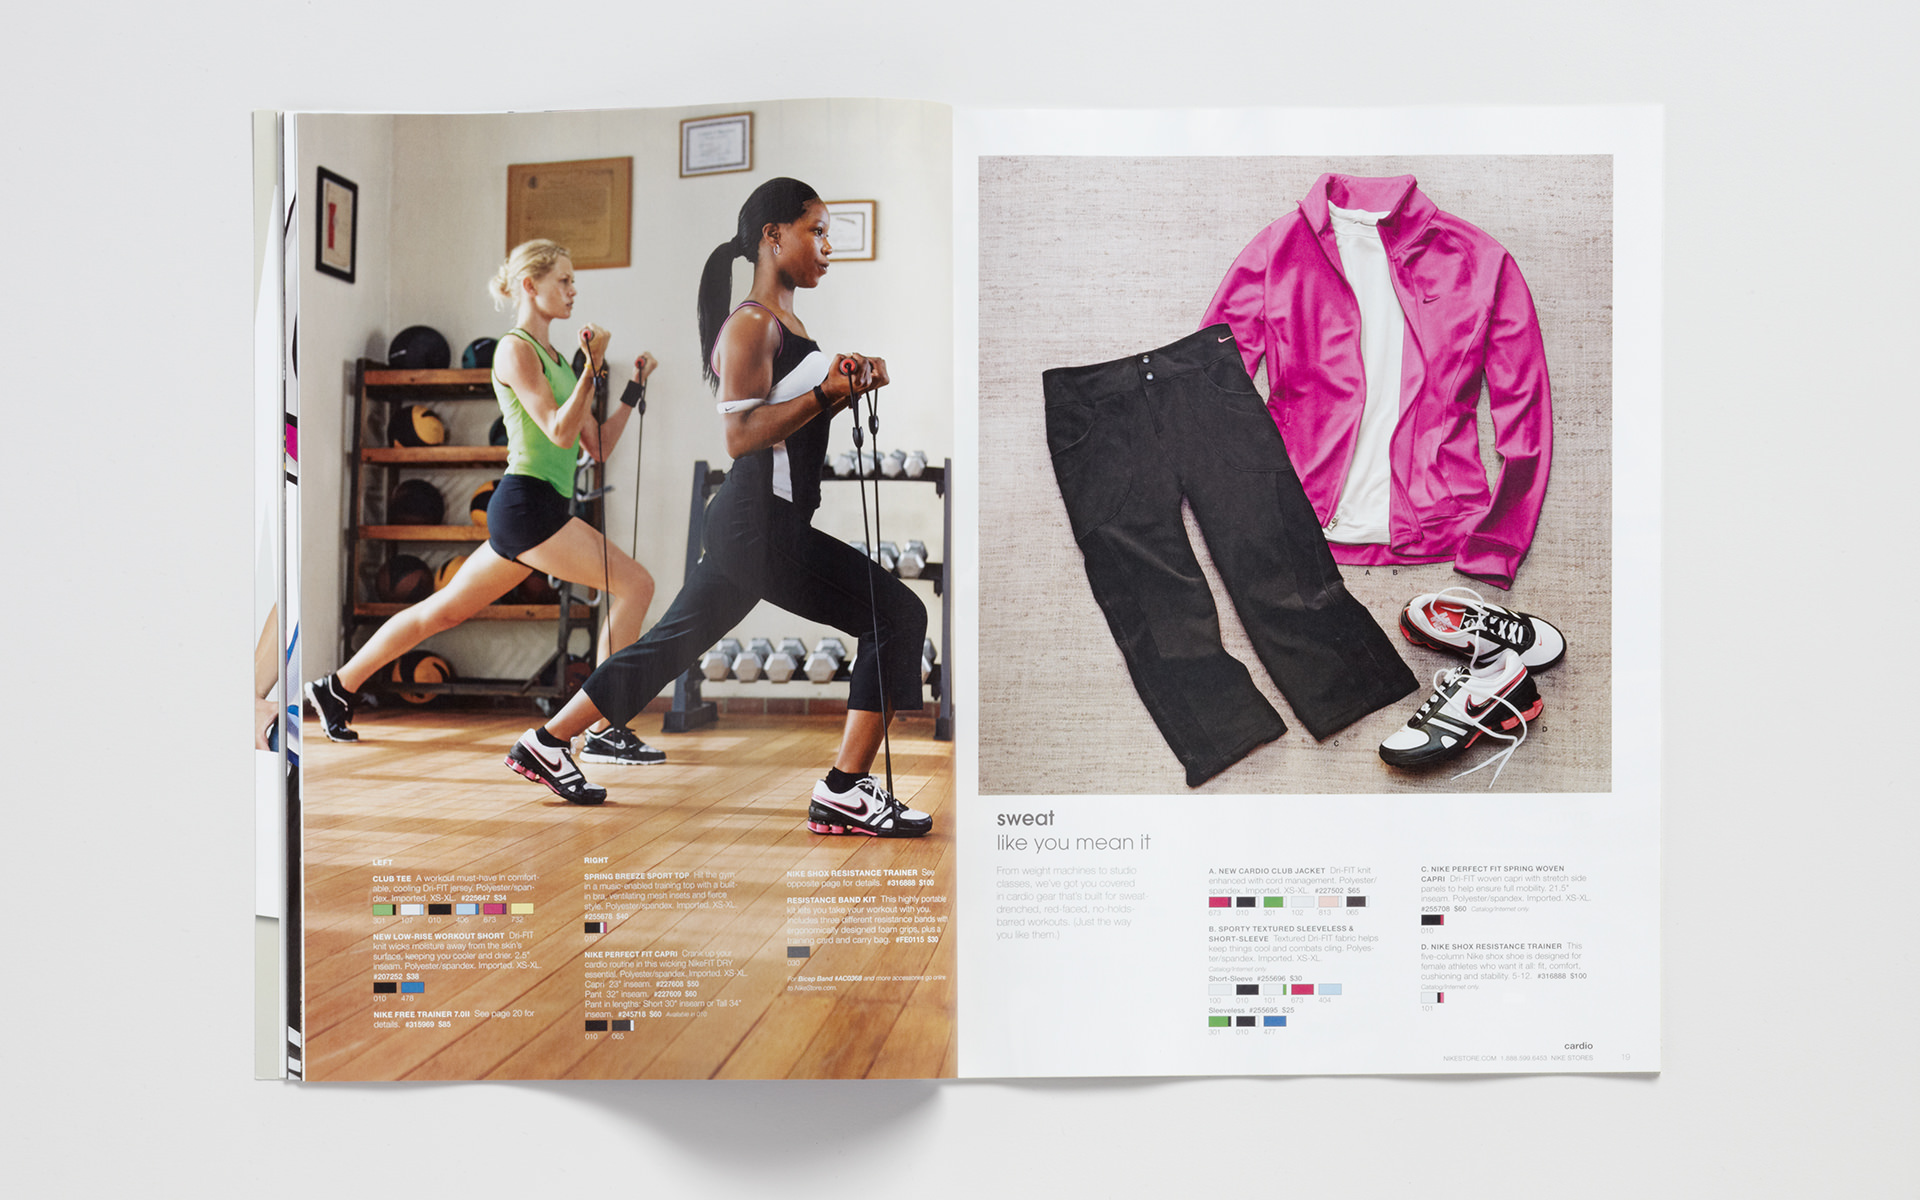 LEFT
CLUB TEE A workout must-have in comfort-
able, cooling Dri-FIT jersey. Polyester/span-
dex. Imported. XS-XL. #225647 $34
301 107 010 406 673 732
NEW LOW-RISE WORKOUT SHORT Dri-FIT
knit wicks moisture away from the skin's
surface, keeping you cooler and drier. 2.5"
inseam. Polyester/spandex. Imported. XS-XL.
#207252 $38
010 478
NIKE FREE TRAINER 7.0II See page 20 for
details. #315989 $85
RIGHT
SPRING BREEZE SPORT TOP Hit the gym
in a music-enabled training top with a built-
in bra, ventilating mesh insets and fierce
style. Polyester/spandex. Imported. XS-XL.
#255678 $48
010
NIKE PERFECT FIT CAPRI Crank up your
cardio routine in this wicking NikeFIT DRY
essential. Polyester/spandex. Imported. XS-XL.
Capri 23" inseam. #227608 $50
Pant 32" inseam. #227609 $60
Pant in lengths: Short 30" inseam or Tall 34"
inseam. #245718 $60 Available in 010
010 065
NIKE SHOX RESISTANCE TRAINER See
opposite page for details. #316888 $100
RESISTANCE BAND KIT This highly portable
kit lets you take your workout with you.
Includes three different resistance bands with
ergonomically designed foam grips, plus a
training card and carry bag. #FE0115 $30
030
For Bicep Band #AC0368 and more accessories go online
to NikeStore.com.
A B
C
D
sweat
like you mean it
From weight machines to studio
classes, we've got you covered
in cardio gear that's built for sweat-
drenched, red-faced, no-holds-
barred workouts. (Just the way
you like them.)
A. NEW CARDIO CLUB JACKET Dri-FIT knit
enhanced with cord management. Polyester/
spandex. Imported. XS-XL. #227502 $65
673 010 301 102 813 065
B. SPORTY TEXTURED SLEEVELESS &
SHORT-SLEEVE Textured Dri-FIT fabric helps
keep things cool and combats cling. Polyes-
ter/spandex. Imported. XS-XL.
Catalog/Internet only
Short-Sleeve #255696 $30
100 010 101 673 404
Sleeveless #255695 $25
301 010 477
C. NIKE PERFECT FIT SPRING WOVEN
CAPRI Dri-FIT woven capri with stretch side
panels to help ensure full mobility. 21.5"
inseam. Polyester/spandex. Imported. XS-XL.
#255708 $60 Catalog/Internet only
010
D. NIKE SHOX RESISTANCE TRAINER This
five-column Nike shox shoe is designed for
female athletes who want it all: fit, comfort,
cushioning and stability. 5-12. #316888 $100
Catalog/Internet only
101
cardio
NIKESTORE.COM 1.888.599.6453 NIKE STORES 19